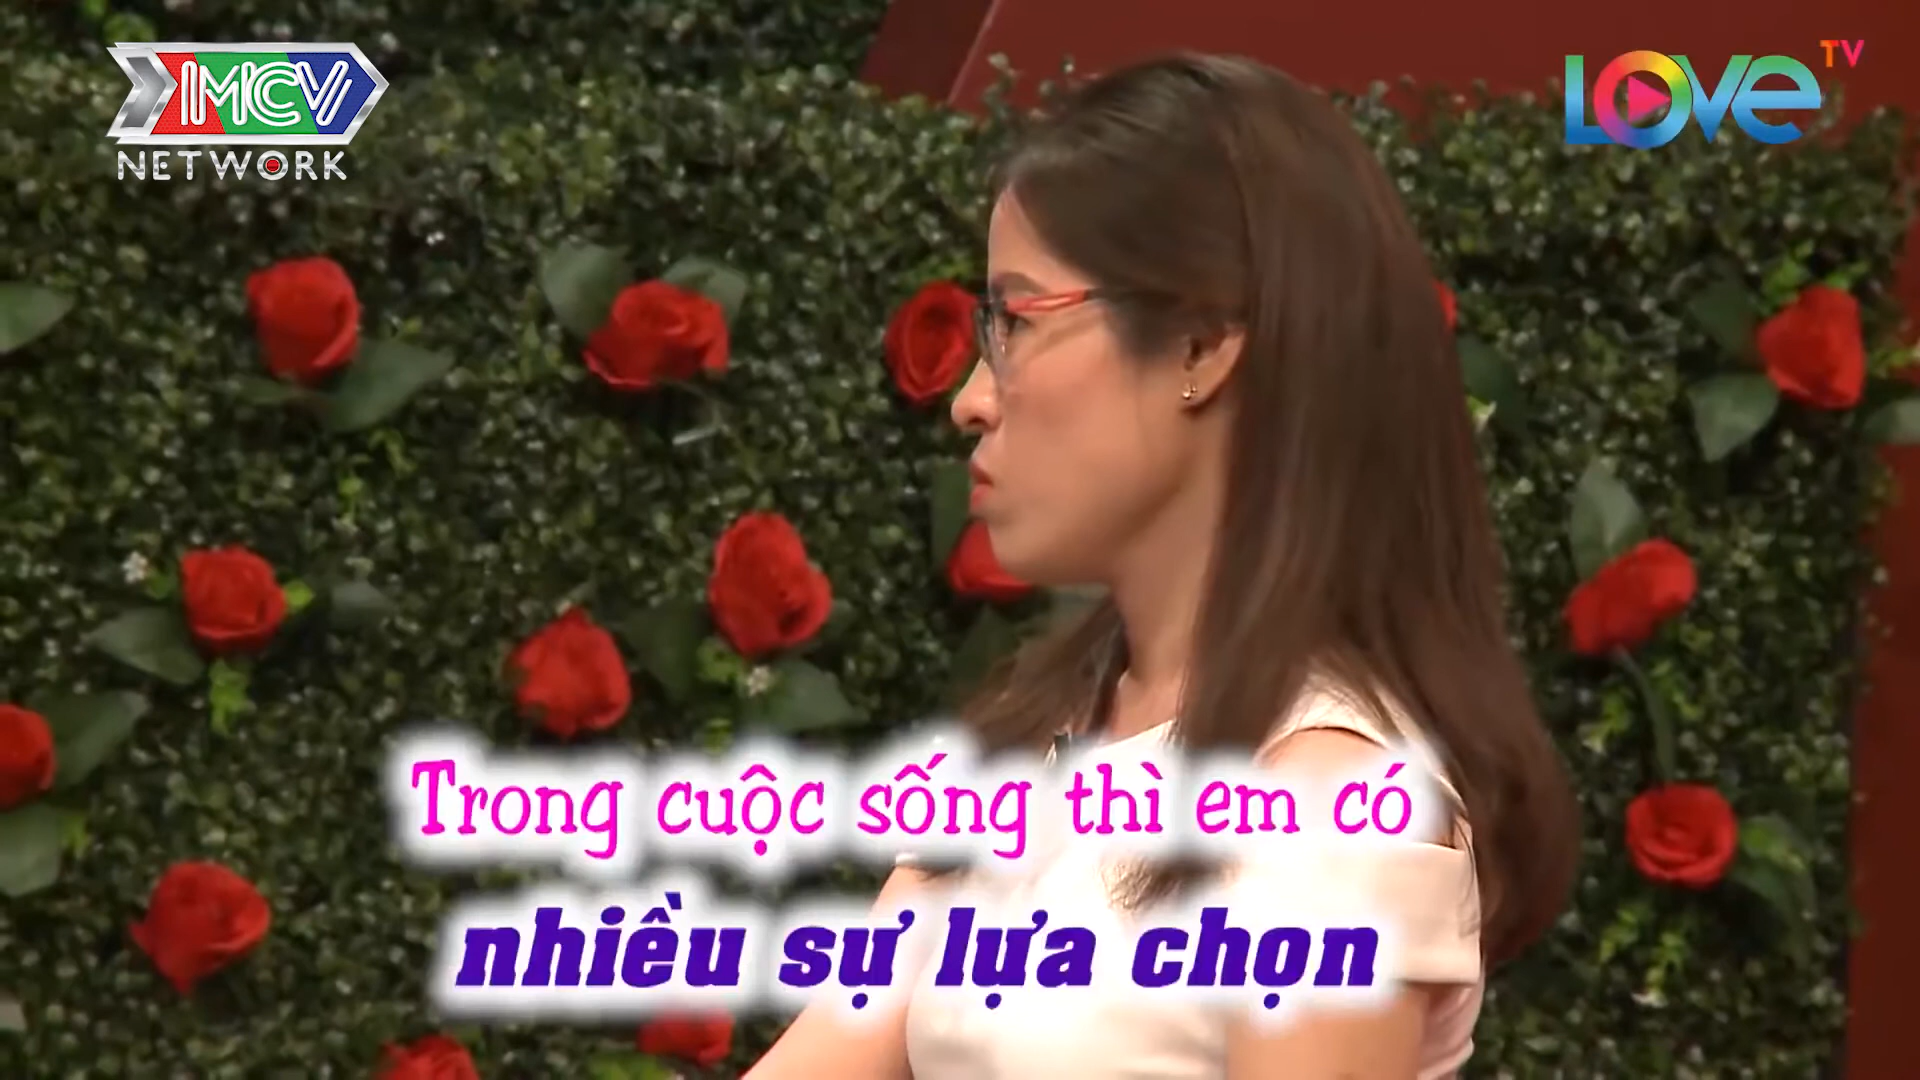 MCV
NETWORK
LOVE TV
Trong cuộc sống thì em có
nhiều sự lựa chọn